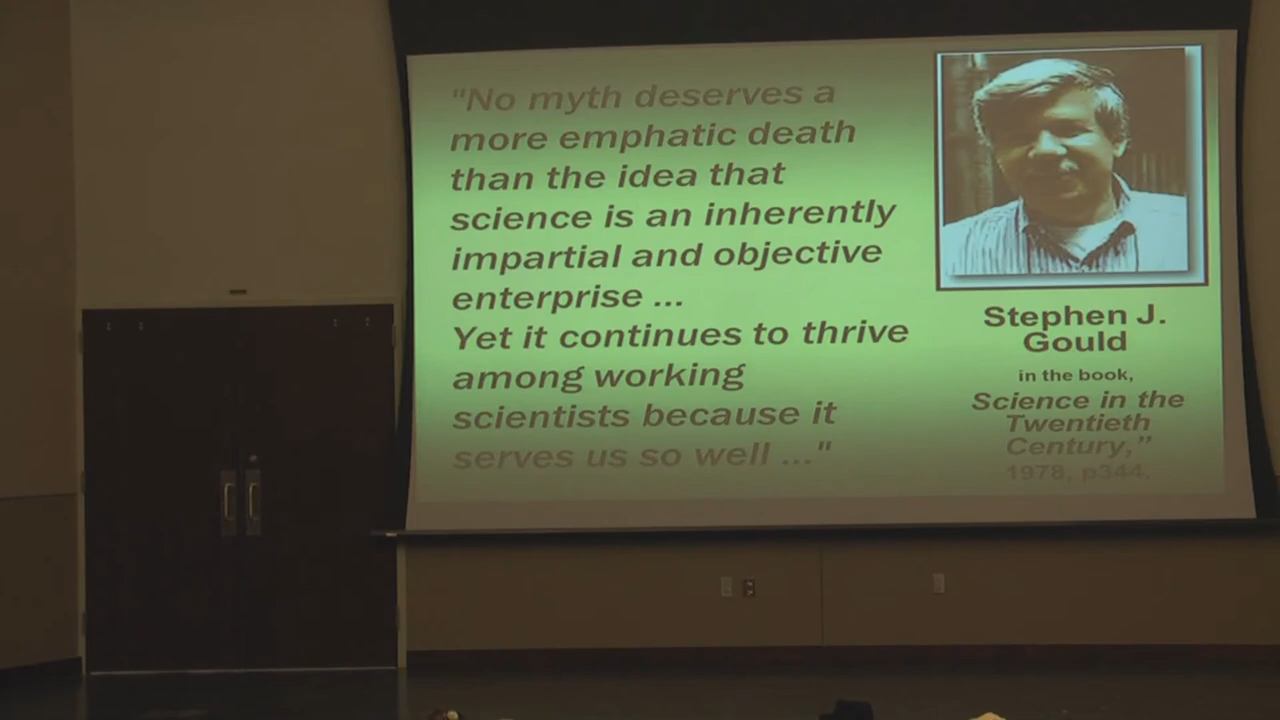 "No myth deserves a
more emphatic death
than the idea that
science is an inherently
impartial and objective
enterprise ...
Yet it continues to thrive
among working
scientists because it
serves us so well ..."
Stephen J.
Gould
in the book,
Science in the
Twentieth
Century,"
1978, p344.